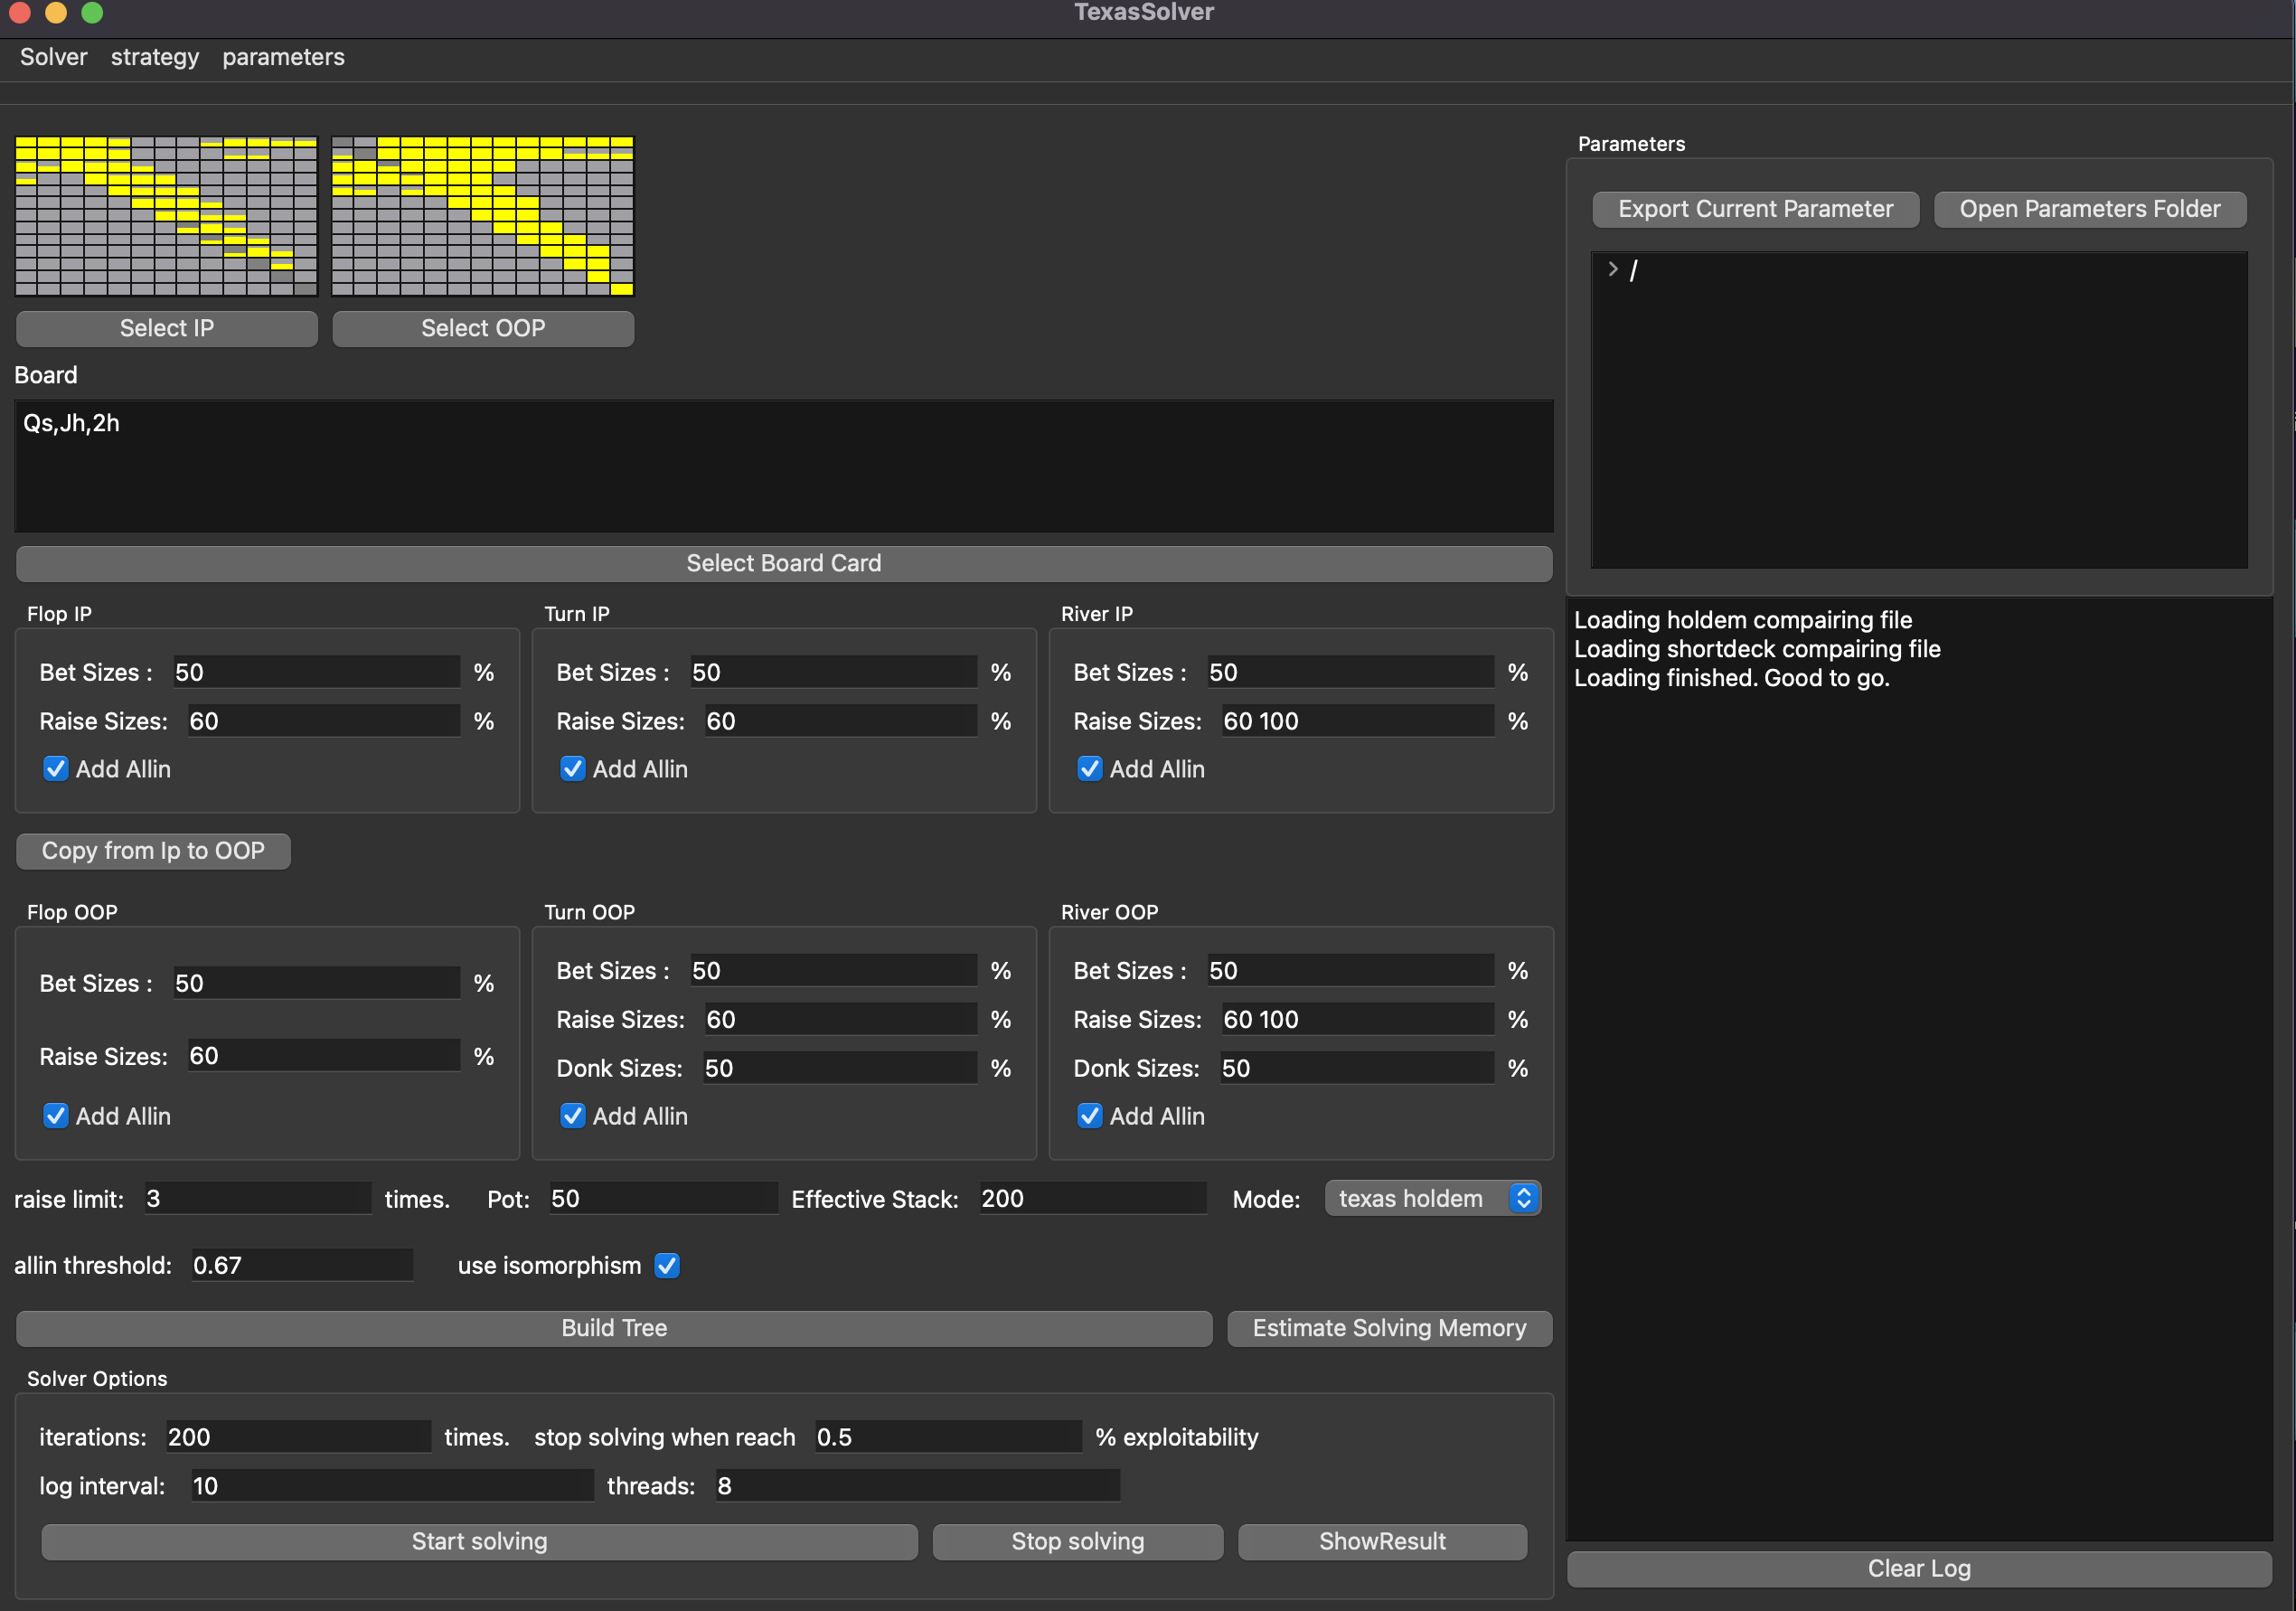 TexasSolver
Solver strategy parameters
Select IP Select OOP
Board
Qs,Jh,2h
Select Board Card
Flop IP
Bet Sizes : 50 %
Raise Sizes: 60 %
Add Allin
Turn IP
Bet Sizes : 50 %
Raise Sizes: 60 %
Add Allin
River IP
Bet Sizes : 50 %
Raise Sizes: 60 100 %
Add Allin
Copy from Ip to OOP
Flop OOP
Bet Sizes : 50 %
Raise Sizes: 60 %
Add Allin
Turn OOP
Bet Sizes : 50 %
Raise Sizes: 60 %
Donk Sizes: 50 %
Add Allin
River OOP
Bet Sizes : 50 %
Raise Sizes: 60 100 %
Donk Sizes: 50 %
Add Allin
raise limit: 3 times. Pot: 50 Effective Stack: 200 Mode: texas holdem
allin threshold: 0.67 use isomorphism
Build Tree Estimate Solving Memory
Solver Options
iterations: 200 times. stop solving when reach 0.5 % exploitability
log interval: 10 threads: 8
Start solving Stop solving ShowResult
Parameters
Export Current Parameter Open Parameters Folder
> /
Loading holdem compairing file
Loading shortdeck compairing file
Loading finished. Good to go.
Clear Log